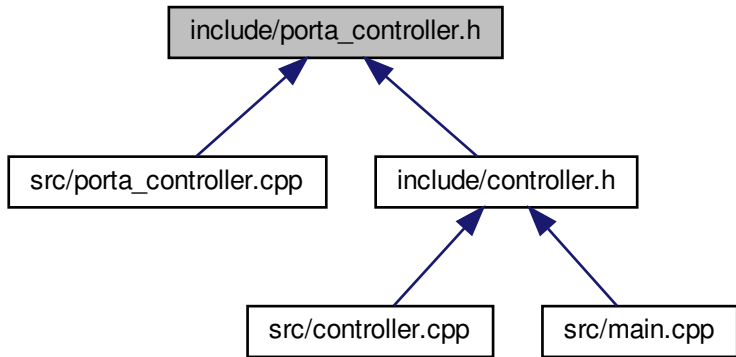 include/porta_controller.h
src/porta_controller.cpp
include/controller.h
src/controller.cpp
src/main.cpp